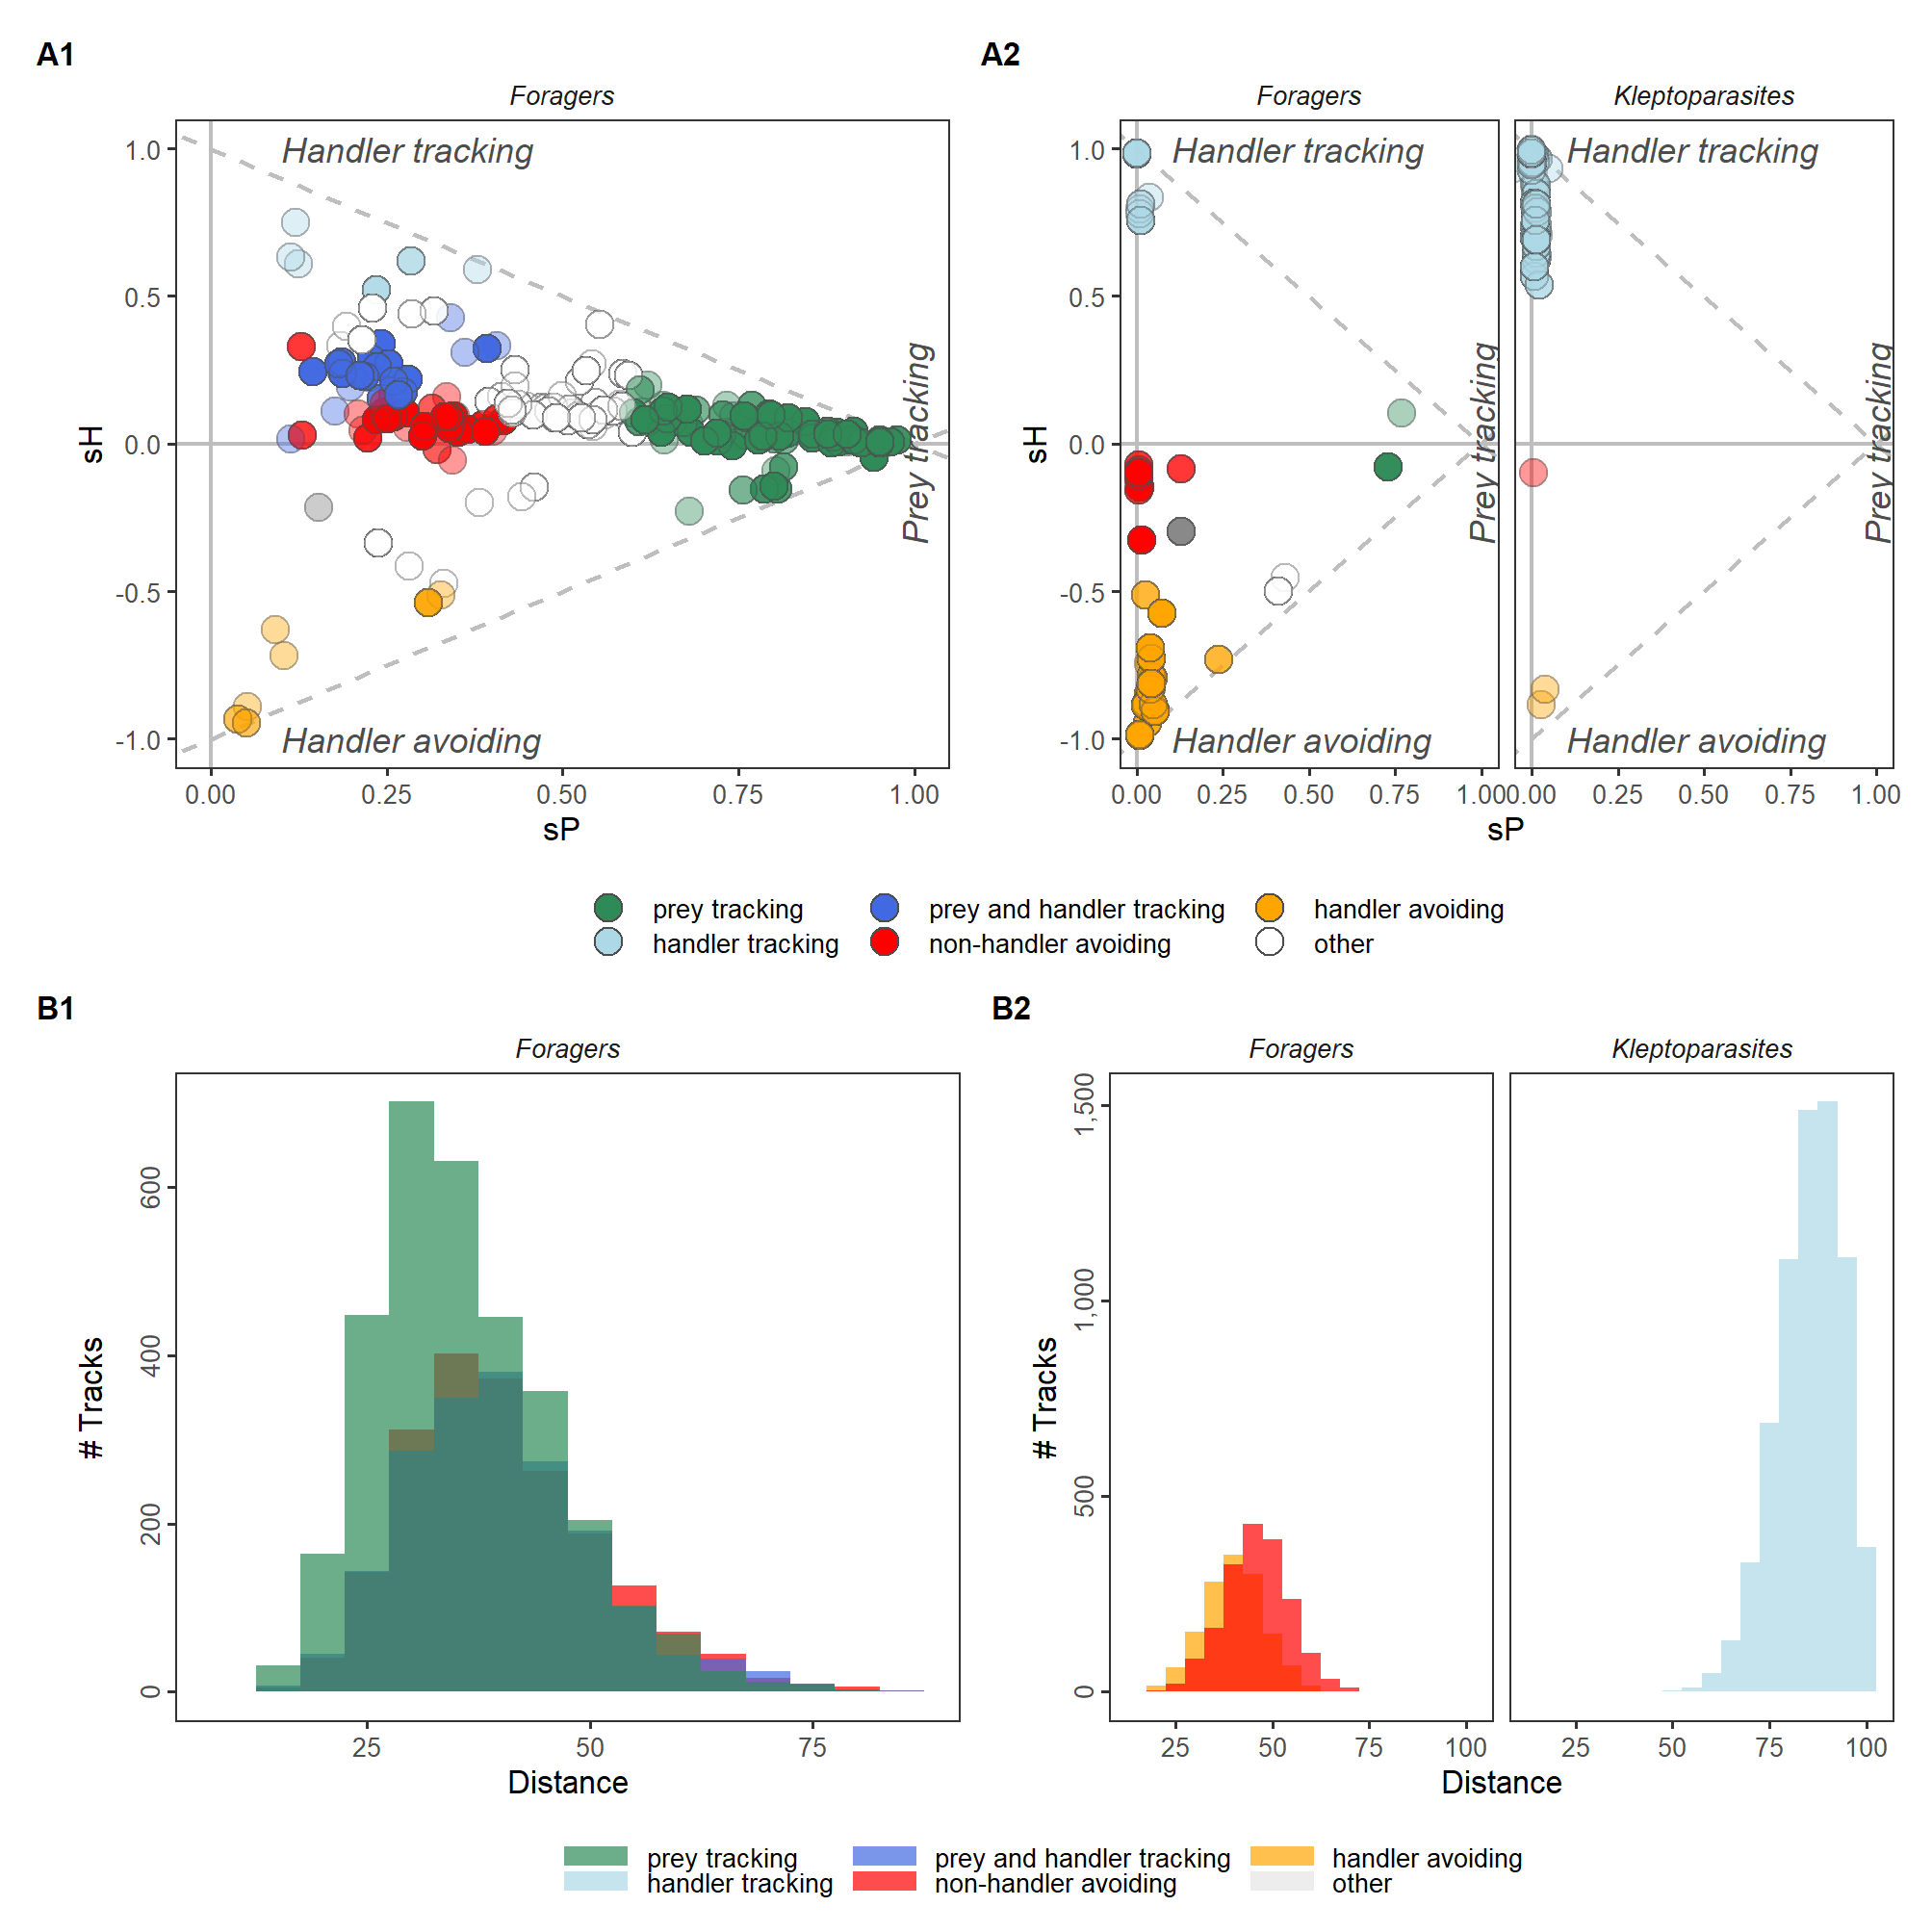 A1
A2
Foragers
Foragers
Kleptoparasites
1.0
0.5
0.0
-0.5
-1.0
sH
Handler tracking
Prey tracking
Handler avoiding
0.00
0.25
0.50
0.75
1.00
sP
1.0
0.5
0.0
-0.5
-1.0
sH
Handler tracking
Prey tracking
Handler avoiding
Handler tracking
Prey tracking
Handler avoiding
0.00
0.25
0.50
0.75
1.00
0.00
0.25
0.50
0.75
1.00
sP
prey tracking
prey and handler tracking
handler avoiding
handler tracking
non-handler avoiding
other
B1
B2
Foragers
Foragers
Kleptoparasites
600
400
200
0
# Tracks
25
50
75
Distance
1,500
1,000
500
0
# Tracks
25
50
75
100
25
50
75
100
Distance
prey tracking
prey and handler tracking
handler avoiding
handler tracking
non-handler avoiding
other